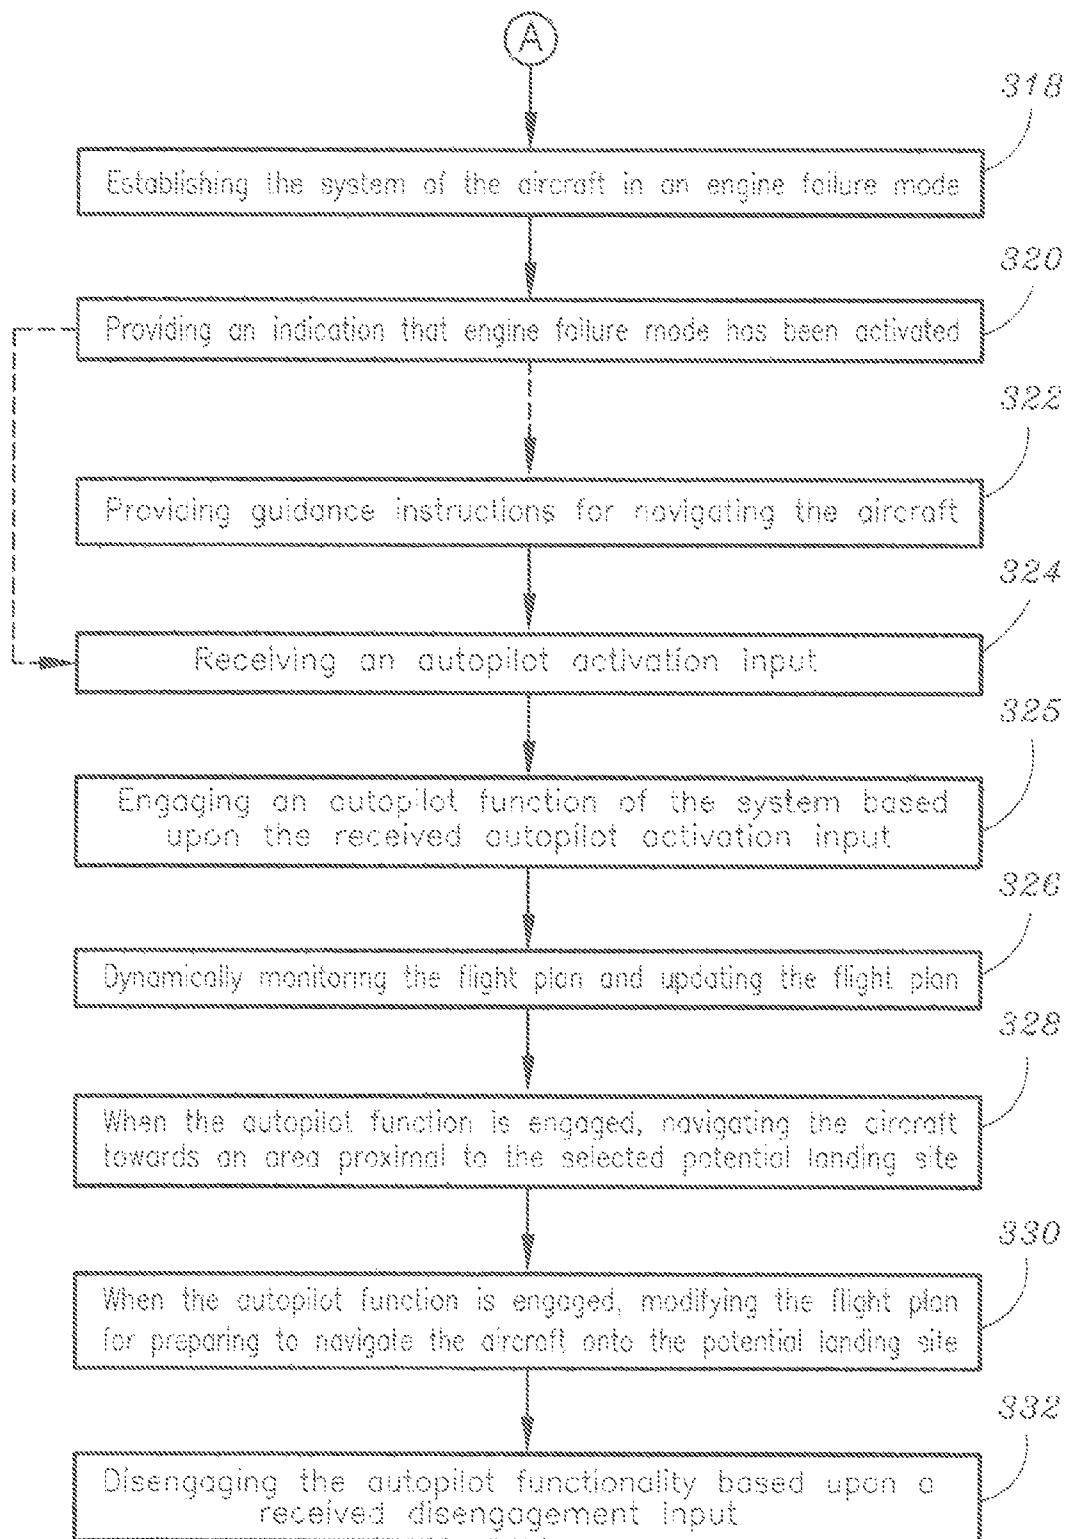 A
318
Establishing the system of the aircraft in an engine failure mode
320
Providing an indication that engine failure mode has been activated
322
Providing guidance instructions for navigating the aircraft
324
Receiving an autopilot activation input
325
Engaging an autopilot function of the system based
upon the received autopilot activation input
326
Dynamically monitoring the flight plan and updating the flight plan
328
When the autopilot function is engaged, navigating the aircraft
towards an area proximal to the selected potential landing site
330
When the autopilot function is engaged, modifying the flight plan
for preparing to navigate the aircraft onto the potential landing site
332
Disengaging the autopilot functionality based upon a
received disengagement input